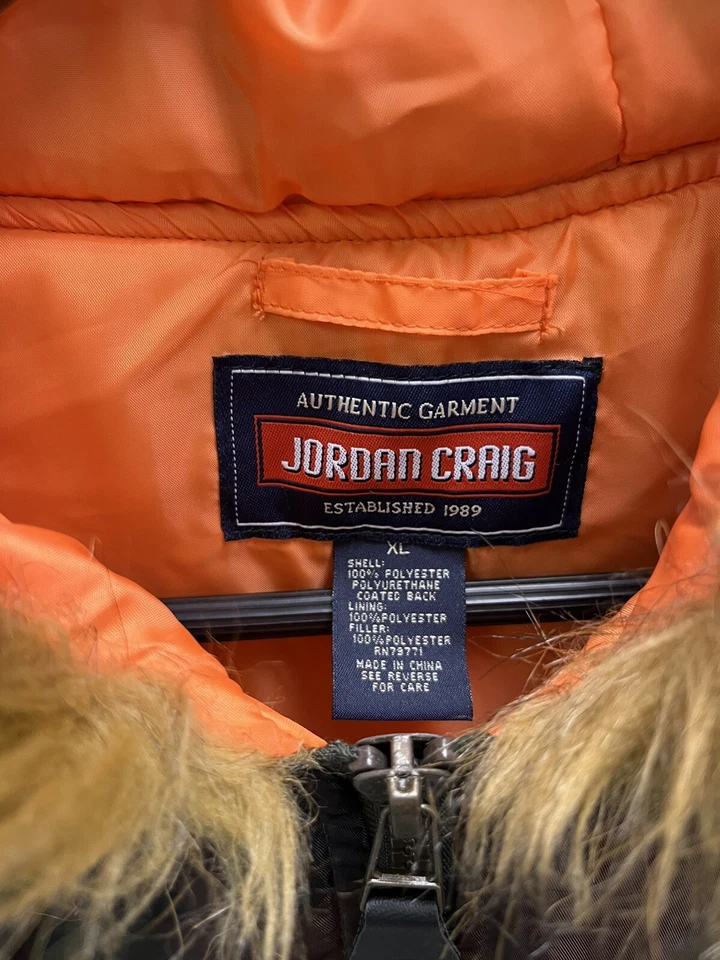 AUTHENTIC GARMENT
JORDAN CRAIG
ESTABLISHED 1989
XL
SHELL:
100% POLYESTER
POLYURETHANE
COATED BACK
LINING:
100%POLYESTER
FILLER:
100%POLYESTER
RN79771
MADE IN CHINA
SEE REVERSE
FOR CARE